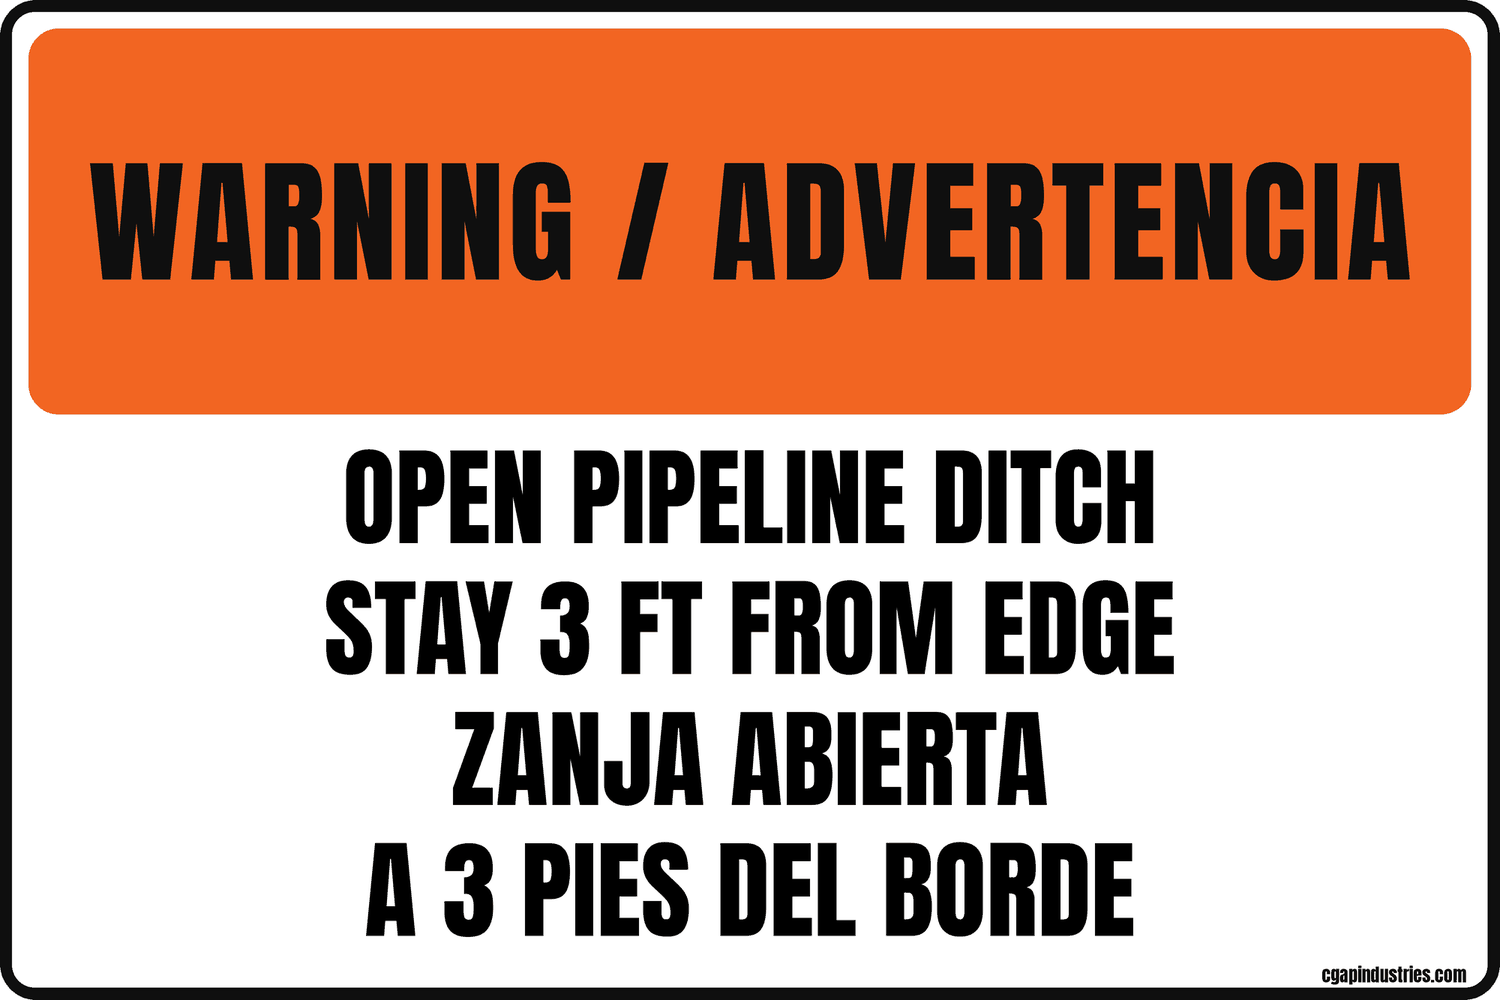 WARNING / ADVERTENCIA
OPEN PIPELINE DITCH
STAY 3 FT FROM EDGE
ZANJA ABIERTA
A 3 PIES DEL BORDE
cgapindustries.com